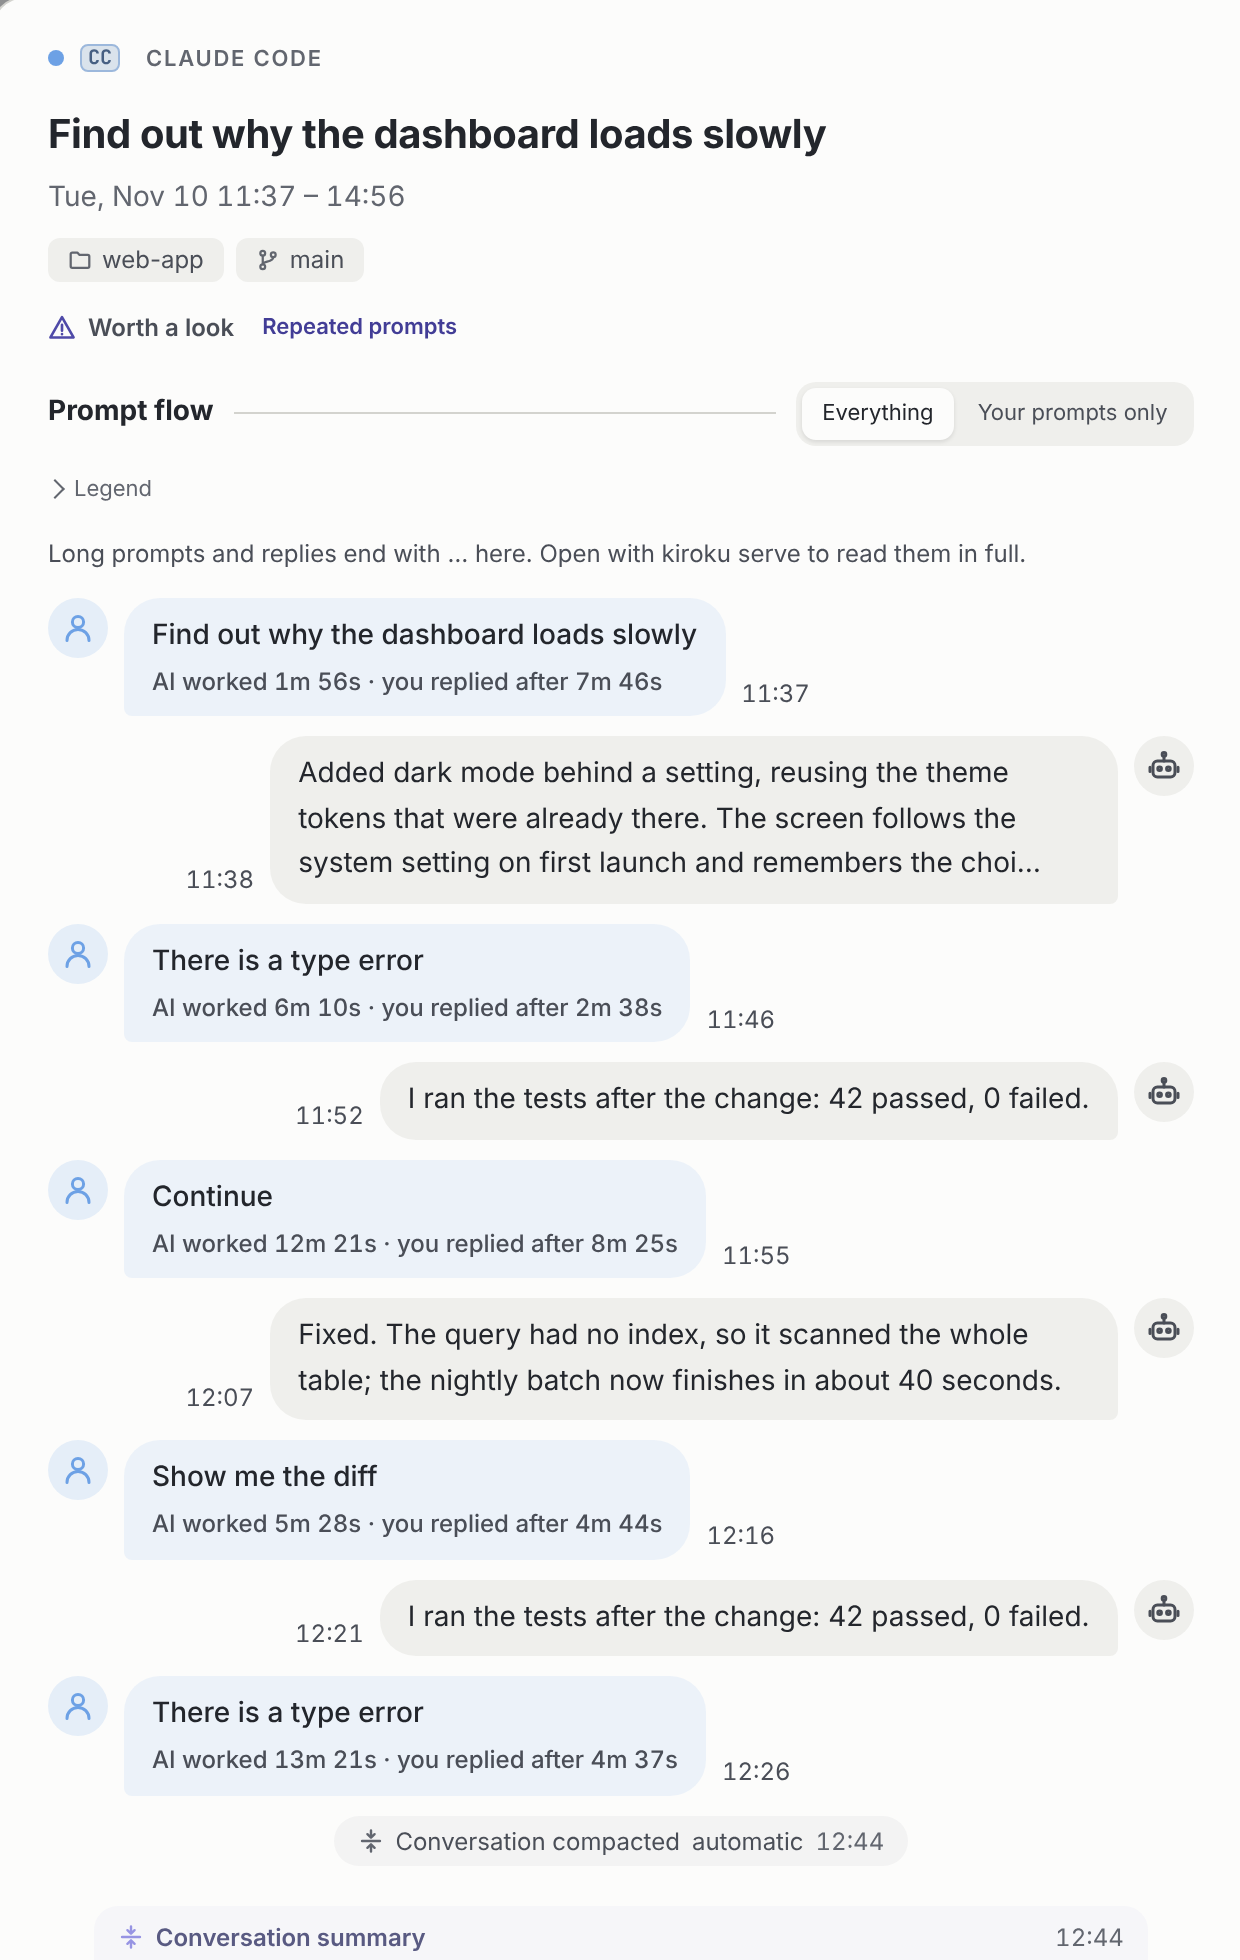 CC CLAUDE CODE
Find out why the dashboard loads slowly
Tue, Nov 10 11:37 – 14:56
web-app main
Worth a look Repeated prompts
Prompt flow Everything Your prompts only
Legend
Long prompts and replies end with ... here. Open with kiroku serve to read them in full.
Find out why the dashboard loads slowly
AI worked 1m 56s · you replied after 7m 46s
11:37
Added dark mode behind a setting, reusing the theme
tokens that were already there. The screen follows the
system setting on first launch and remembers the choi...
11:38
There is a type error
AI worked 6m 10s · you replied after 2m 38s
11:46
I ran the tests after the change: 42 passed, 0 failed.
11:52
Continue
AI worked 12m 21s · you replied after 8m 25s
11:55
Fixed. The query had no index, so it scanned the whole
table; the nightly batch now finishes in about 40 seconds.
12:07
Show me the diff
AI worked 5m 28s · you replied after 4m 44s
12:16
I ran the tests after the change: 42 passed, 0 failed.
12:21
There is a type error
AI worked 13m 21s · you replied after 4m 37s
12:26
Conversation compacted automatic 12:44
Conversation summary 12:44